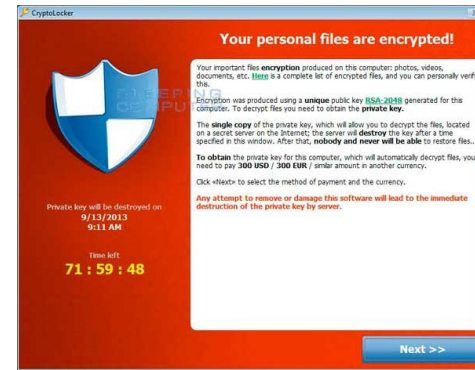 CryptoLocker
Your personal files are encrypted!
Your important files encryption produced on this computer: photos, videos,
documents, etc. Here is a complete list of encrypted files, and you can personally verify
this.
Encryption was produced using a unique public key RSA-2048 generated for this
computer. To decrypt files you need to obtain the private key.
The single copy of the private key, which will allow you to decrypt the files, located
on a secret server on the Internet; the server will destroy the key after a time
specified in this window. After that, nobody and never will be able to restore files...
To obtain the private key for this computer, which will automatically decrypt files, you
need to pay 300 USD / 300 EUR / similar amount in another currency.
Click «Next» to select the method of payment and the currency.
Any attempt to remove or damage this software will lead to the immediate
destruction of the private key by server.
Private key will be destroyed on
9/13/2013
9:11 AM
Time left
71 : 59 : 48
Next >>